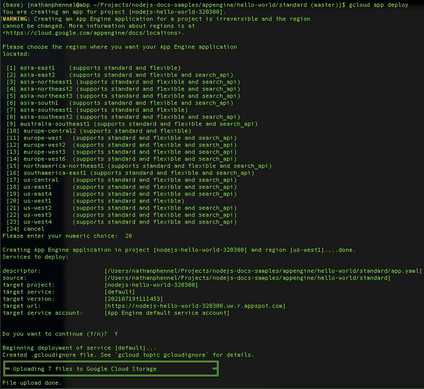 (base) [nathanphennel@mbp ~/Projects/nodejs-docs-samples/appengine/hello-world/standard (master)]$ gcloud app deploy
You are creating an app for project [nodejs-hello-world-320300].
WARNING: Creating an App Engine application for a project is irreversible and the region
cannot be changed. More information about regions is at
<https://cloud.google.com/appengine/docs/locations>.
Please choose the region where you want your App Engine application
located:
[1] asia-east1 (supports standard and flexible)
[2] asia-east2 (supports standard and flexible and search_api)
[3] asia-northeast1 (supports standard and flexible and search_api)
[4] asia-northeast2 (supports standard and flexible and search_api)
[5] asia-northeast3 (supports standard and flexible and search_api)
[6] asia-south1 (supports standard and flexible and search_api)
[7] asia-southeast1 (supports standard and flexible)
[8] asia-southeast2 (supports standard and flexible and search_api)
[9] australia-southeast1 (supports standard and flexible and search_api)
[10] europe-central2 (supports standard and flexible)
[11] europe-west (supports standard and flexible and search_api)
[12] europe-west2 (supports standard and flexible and search_api)
[13] europe-west3 (supports standard and flexible and search_api)
[14] europe-west6 (supports standard and flexible and search_api)
[15] northamerica-northeast1 (supports standard and flexible and search_api)
[16] southamerica-east1 (supports standard and flexible and search_api)
[17] us-central (supports standard and flexible and search_api)
[18] us-east1 (supports standard and flexible and search_api)
[19] us-east4 (supports standard and flexible and search_api)
[20] us-west1 (supports standard and flexible)
[21] us-west2 (supports standard and flexible and search_api)
[22] us-west3 (supports standard and flexible and search_api)
[23] us-west4 (supports standard and flexible and search_api)
[24] cancel
Please enter your numeric choice: 20
Creating App Engine application in project [nodejs-hello-world-320300] and region [us-west1]....done.
Services to deploy:
descriptor: [/Users/nathanphennel/Projects/nodejs-docs-samples/appengine/hello-world/standard/app.yaml]
source: [/Users/nathanphennel/Projects/nodejs-docs-samples/appengine/hello-world/standard]
target project: [nodejs-hello-world-320300]
target service: [default]
target version: [20210719t111453]
target url: [https://nodejs-hello-world-320300.uw.r.appspot.com]
target service account: [App Engine default service account]
Do you want to continue (Y/n)? Y
Beginning deployment of service [default]...
Created .gcloudignore file. See `gcloud topic gcloudignore` for details.
Uploading 7 files to Google Cloud Storage
File upload done.